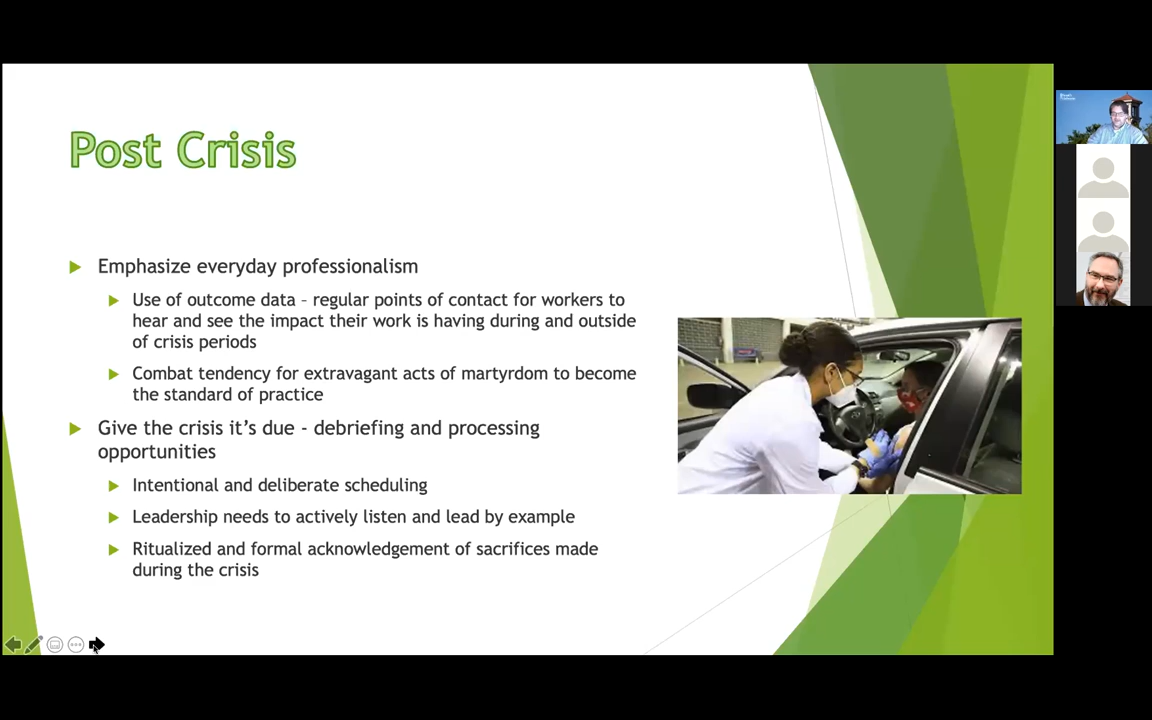 Post Crisis
Emphasize everyday professionalism
Use of outcome data – regular points of contact for workers to
hear and see the impact their work is having during and outside
of crisis periods
Combat tendency for extravagant acts of martyrdom to become
the standard of practice
Give the crisis it’s due - debriefing and processing
opportunities
Intentional and deliberate scheduling
Leadership needs to actively listen and lead by example
Ritualized and formal acknowledgement of sacrifices made
during the crisis